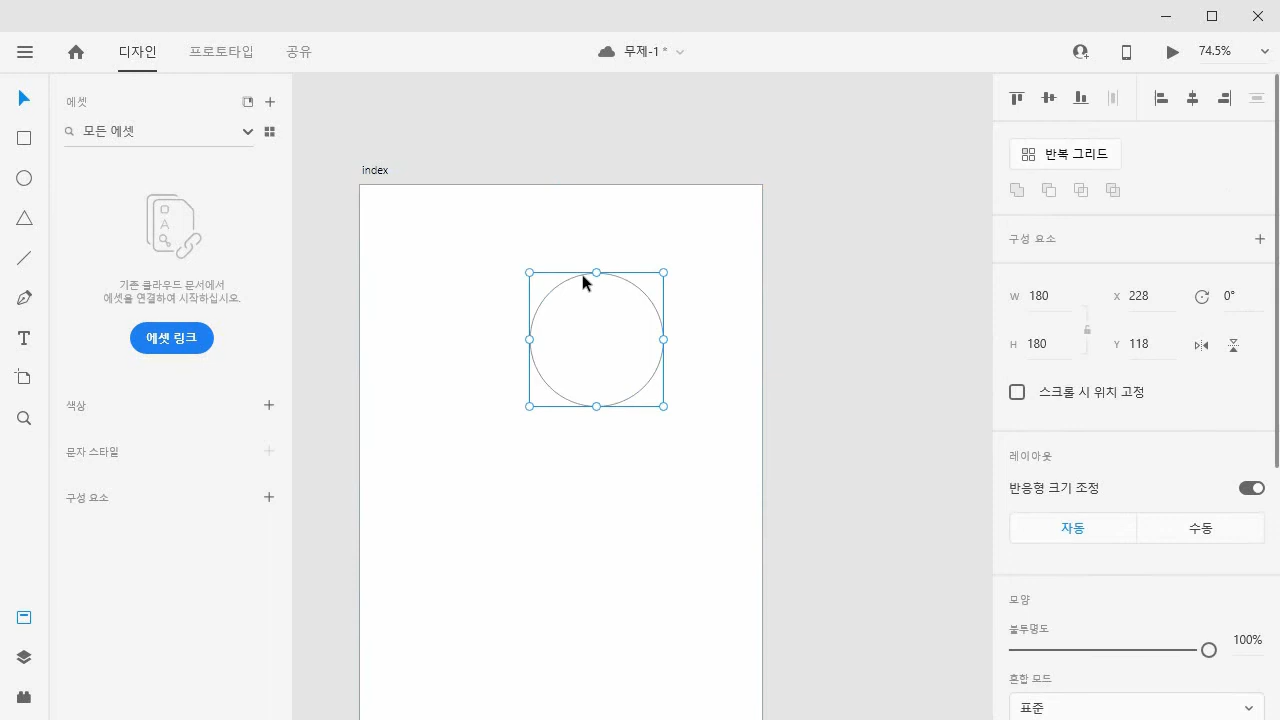 디자인
프로토타입
공유
무제-1 *
74.5%
에셋
모든 에셋
A
기존 클라우드 문서에서
에셋을 연결하여 시작하십시오.
에셋 링크
색상
문자 스타일
구성 요소
index
반복 그리드
구성 요소
W 180 X 228 0°
H 180 Y 118
스크롤 시 위치 고정
레이아웃
반응형 크기 조정
자동 수동
모양
불투명도
100%
혼합 모드
표준